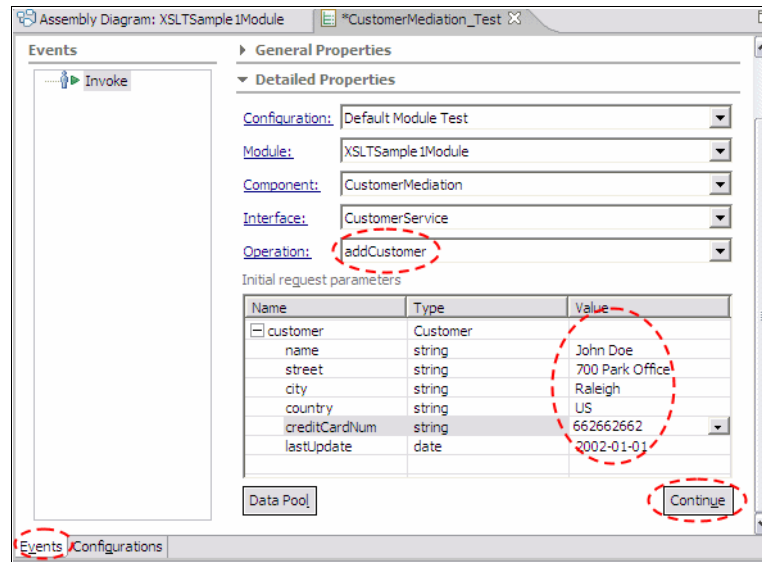 Assembly Diagram: XSLTSample1Module
*CustomerMediation_Test
Events
Invoke
General Properties
Detailed Properties
Configuration: Default Module Test
Module: XSLTSample1Module
Component: CustomerMediation
Interface: CustomerService
Operation: addCustomer
Initial request parameters
Name Type Value
customer Customer
name string John Doe
street string 700 Park Office
city string Raleigh
country string US
creditCardNum string 662662662
lastUpdate date 2002-01-01
Data Pool Continue
Events Configurations